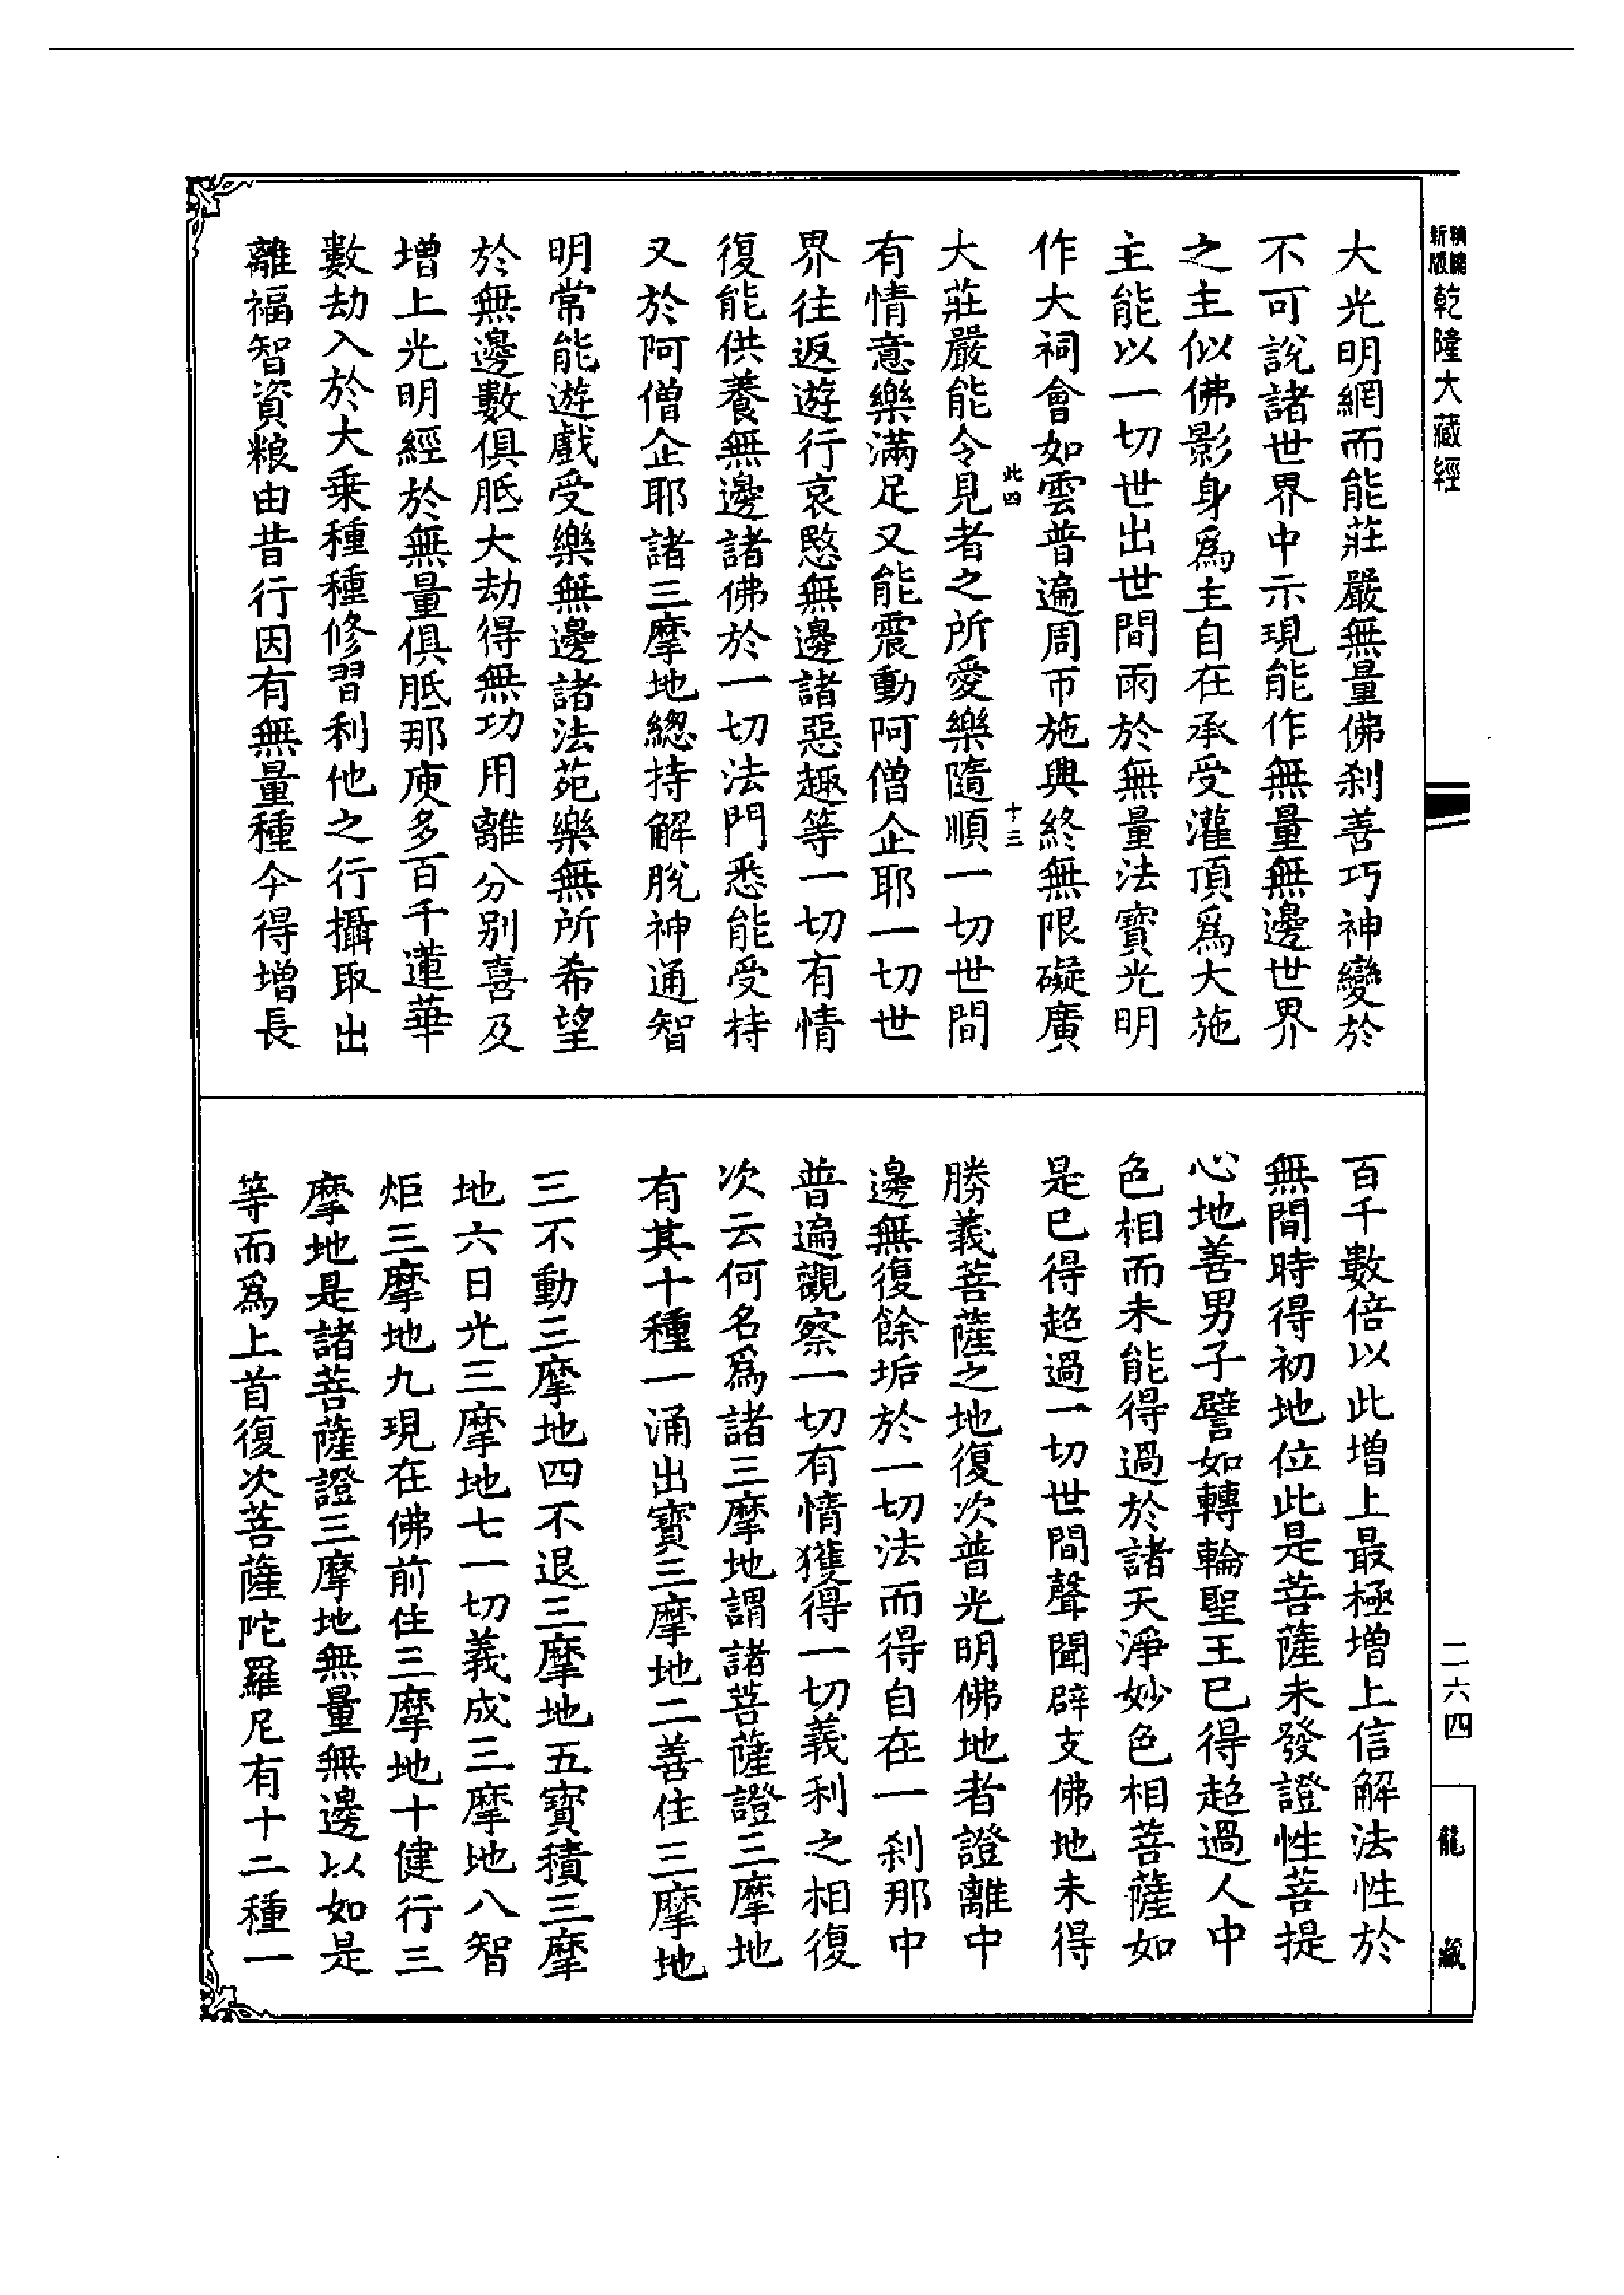 精繕新版乾隆大藏經
大光明網而能莊嚴無量佛刹善巧神變於
不可說諸世界中示現能作無量無邊世界
之主似佛影身爲主自在承受灌頂爲大施
主能以一切世出世間雨於無量法寶光明
作大祠會如雲普遍周帀施與終無限礙廣
此四 十三
大莊嚴能令見者之所愛樂隨順一切世間
有情意樂滿足又能震動阿僧企耶一切世
界往返遊行哀愍無邊諸惡趣等一切有情
復能供養無邊諸佛於一切法門悉能受持
又於阿僧企耶諸三摩地總持解脫神通智
明常能遊戲受樂無邊諸法苑樂無所希望
於無邊數俱胝大劫得無功用離分別喜及
增上光明經於無量俱胝那庾多百千蓮華
數劫入於大乗種種修習利他之行攝取出
離福智資粮由昔行因有無量種今得增長
百千數倍以此增上最極增上信解法性於
無間時得初地位此是菩薩未發證性菩提
心地善男子譬如轉輪聖王已得超過人中
色相而未能得過於諸天淨妙色相菩薩如
是已得超過一切世間聲聞辟支佛地未得
勝義菩薩之地復次普光明佛地者證離中
邊無復餘垢於一切法而得自在一刹那中
普遍觀察一切有情獲得一切義利之相復
次云何名爲諸三摩地謂諸菩薩證三摩地
有其十種一涌出寶三摩地二善住三摩地
三不動三摩地四不退三摩地五寶積三摩
地六日光三摩地七一切義成三摩地八智
炬三摩地九現在佛前住三摩地十健行三
摩地是諸菩薩證三摩地無量無邊以如是
等而爲上首復次菩薩陀羅尼有十二種一
二六四
龍藏